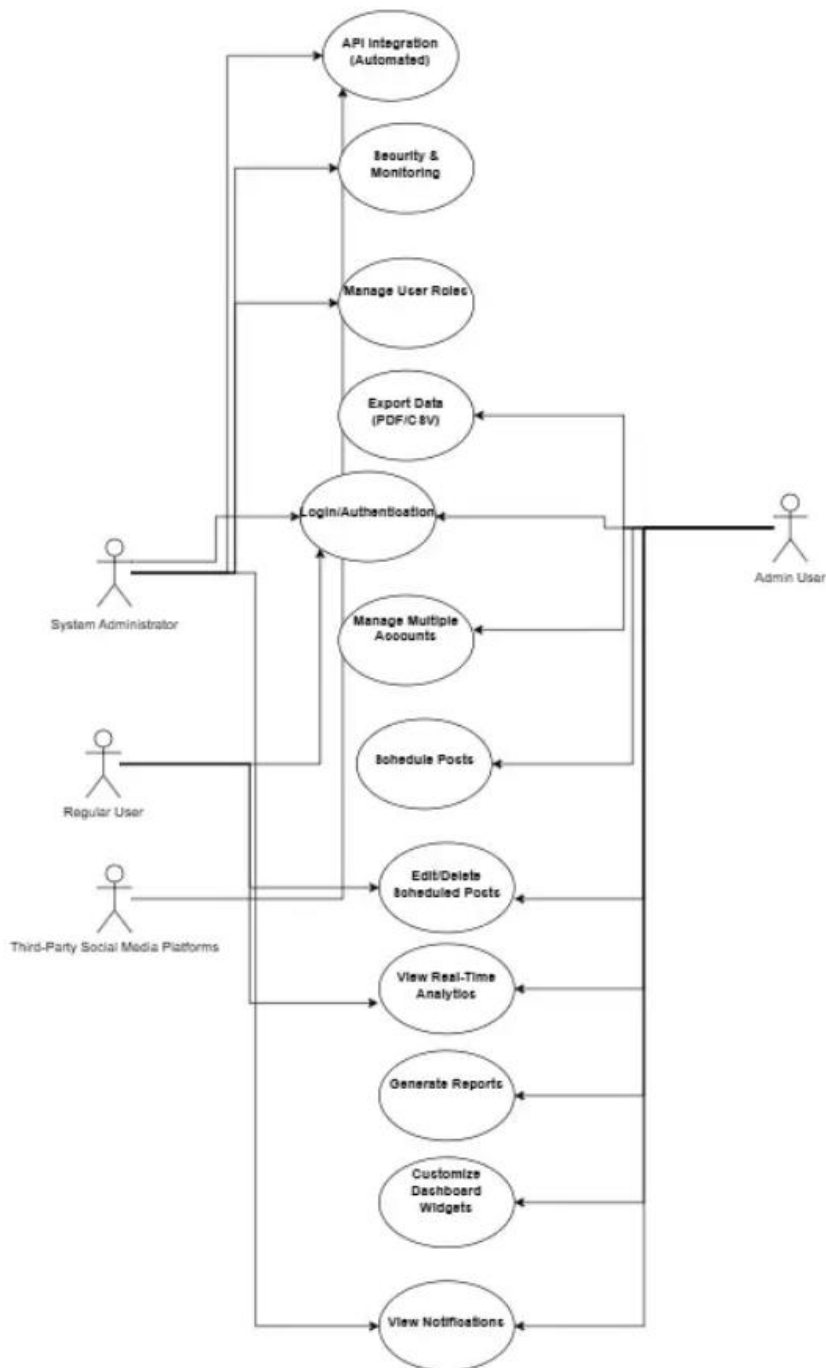 API Integration
(Automated)
Security &
Monitoring
Manage User Roles
Export Data
(PDF/CSV)
Login/Authentication
Admin User
System Administrator
Manage Multiple
Accounts
Schedule Posts
Regular User
Edit/Delete
Scheduled Posts
Third-Party Social Media Platforms
View Real-Time
Analytics
Generate Reports
Customize
Dashboard
Widgets
View Notifications